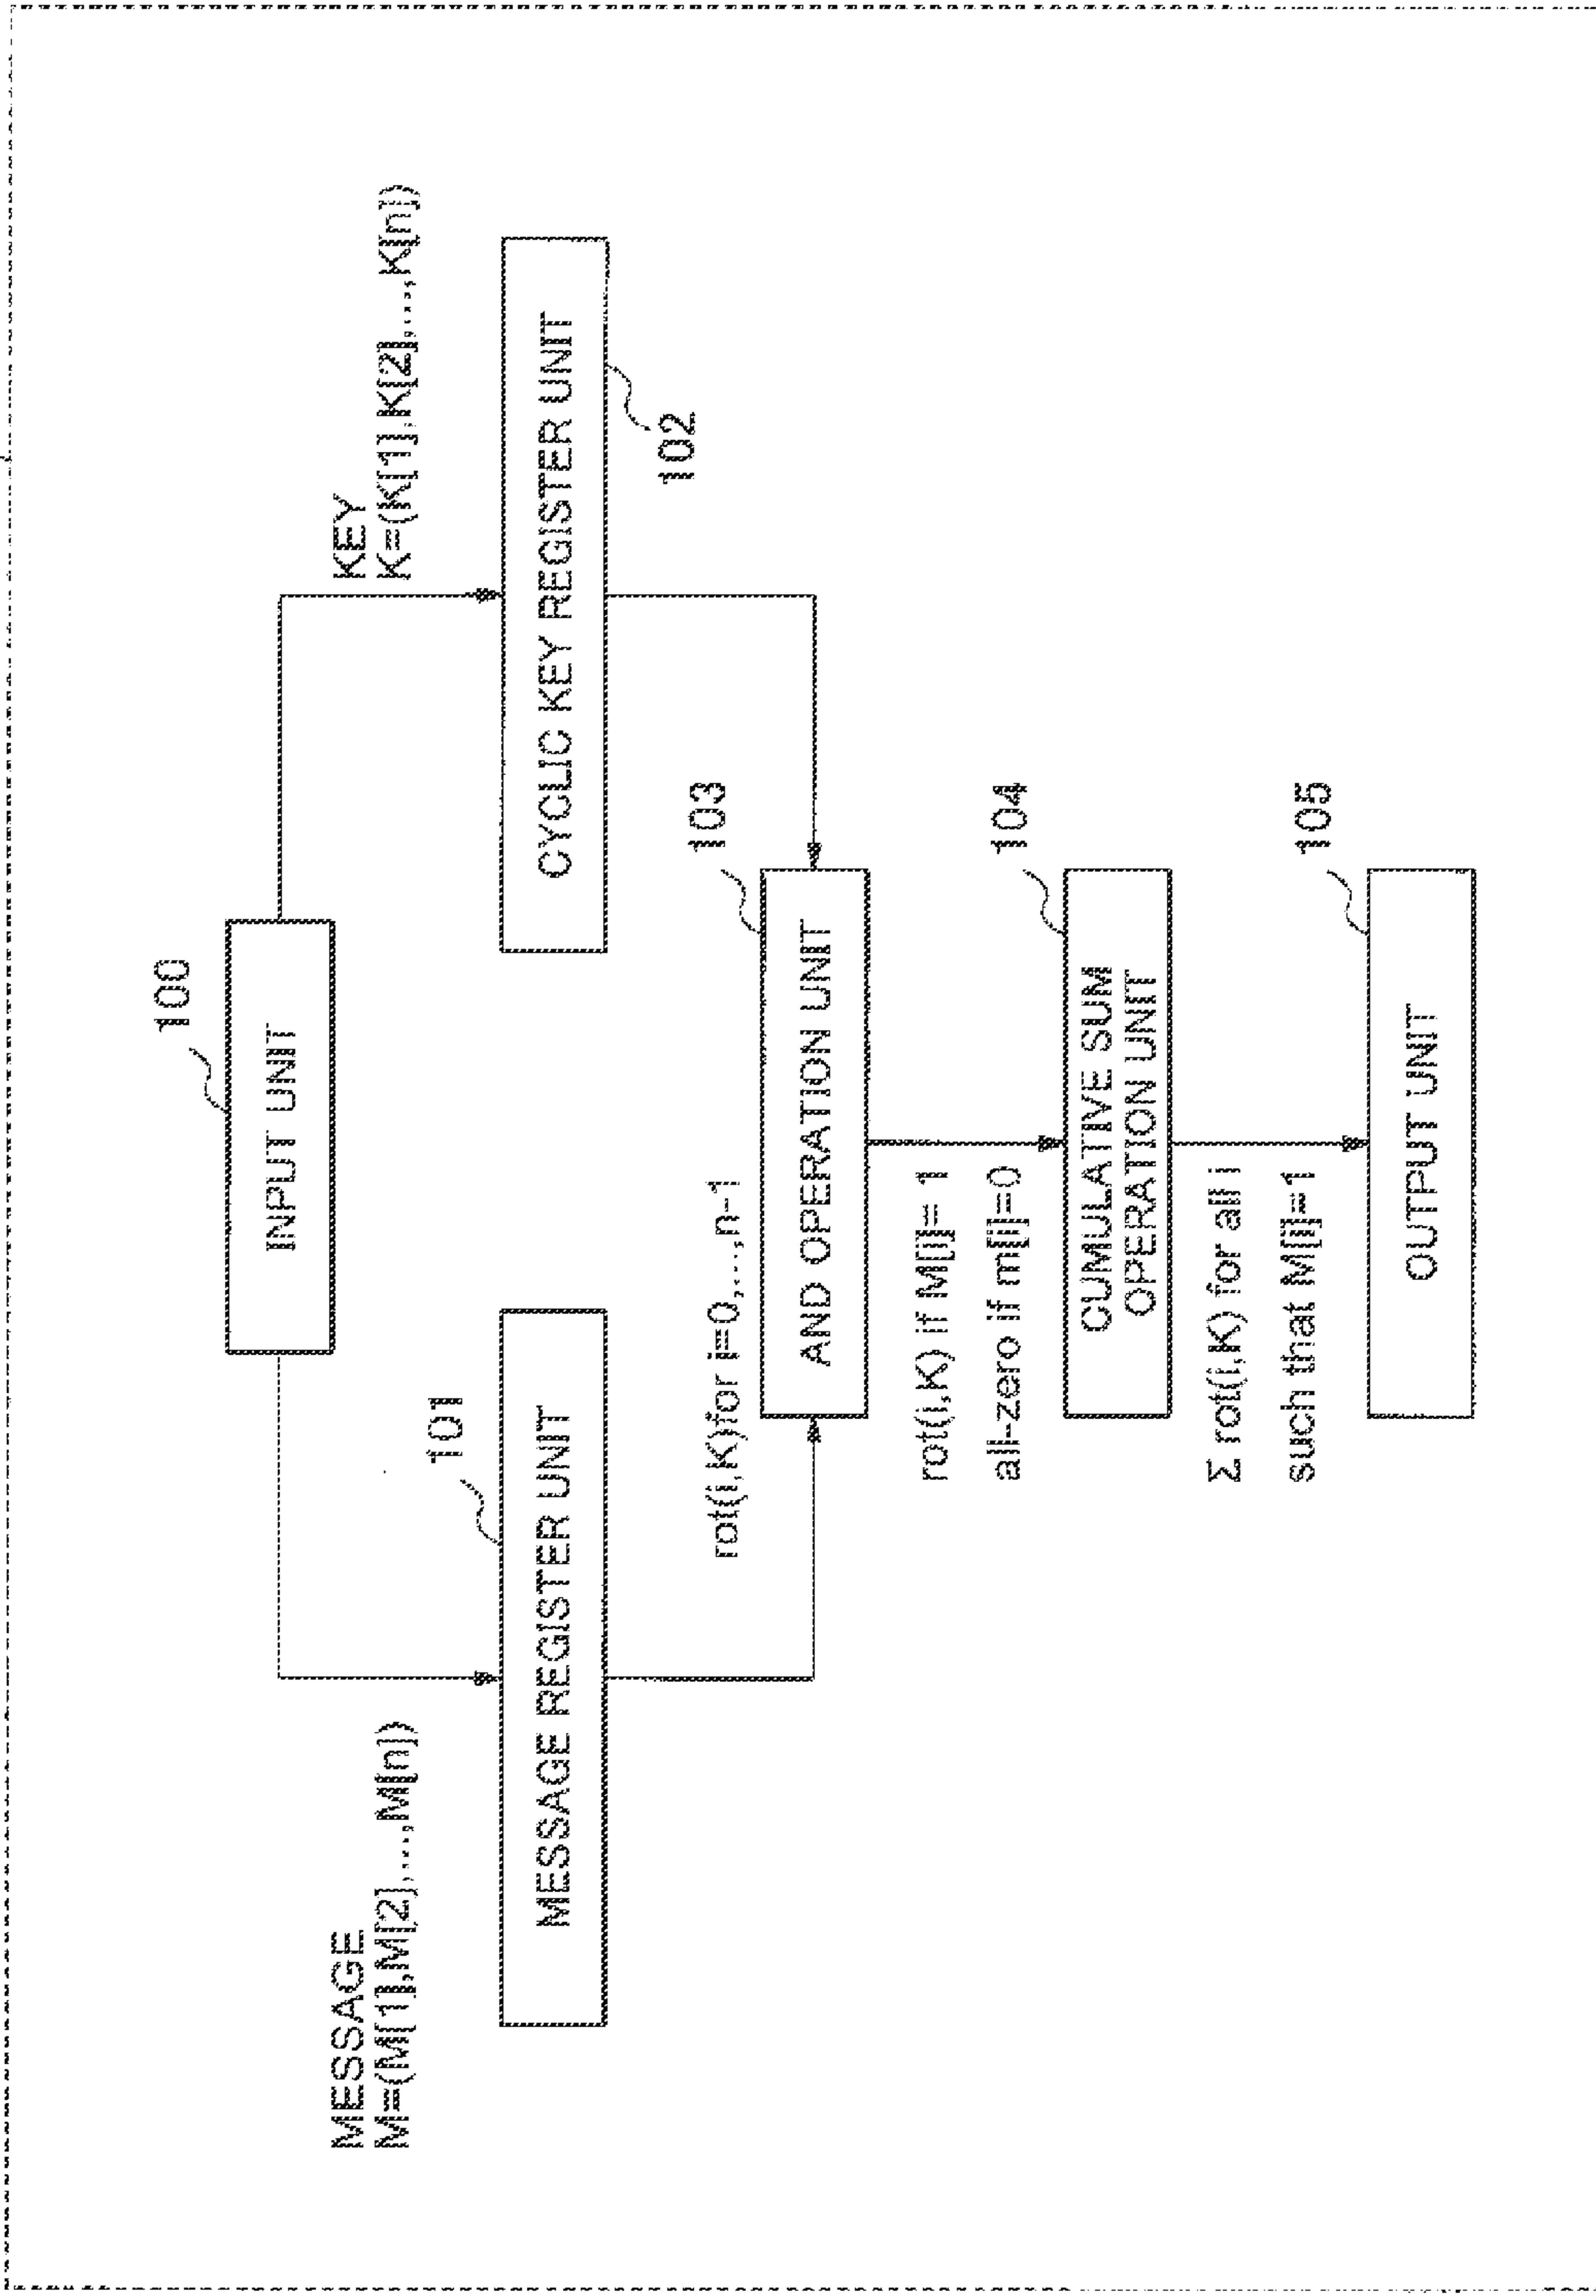 100
INPUT UNIT
MESSAGE
M=(M[1],M[2],...,M[n])
KEY
K=(K[1],K[2],...,K[n])
101
MESSAGE REGISTER UNIT
CYCLIC KEY REGISTER UNIT
102
rot(i,K)for i=0,...,n-1
103
AND OPERATION UNIT
rot(i,K) if M[i]= 1
all-zero if m[i]=0
104
CUMULATIVE SUM
OPERATION UNIT
Σ rot(i,K) for all i
such that M[i]=1
105
OUTPUT UNIT